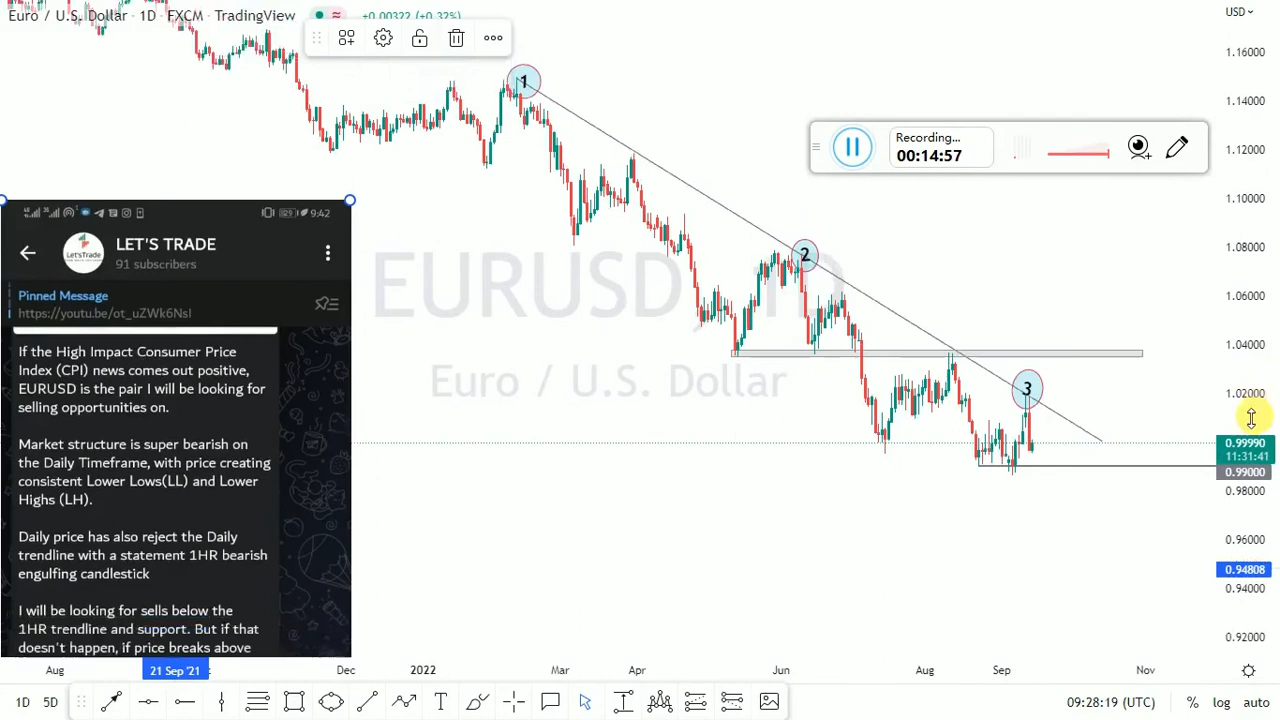 Euro / U.S. Dollar · 1D · FXCM · TradingView
+0.00322 (+0.32%)
USD
1.16000
1.14000
1.12000
1.10000
1.08000
1.06000
1.04000
1.02000
0.99990
11:31:41
0.99000
0.98000
0.96000
0.94808
0.94000
0.92000
Recording...
00:14:57
1
2
3
EURUSD, 1D
Euro / U.S. Dollar
9:42
LET'S TRADE
91 subscribers
Let'sTrade
Pinned Message
https://youtu.be/ot_uZWk6NsI
If the High Impact Consumer Price
Index (CPI) news comes out positive,
EURUSD is the pair I will be looking for
selling opportunities on.
Market structure is super bearish on
the Daily Timeframe, with price creating
consistent Lower Lows(LL) and Lower
Highs (LH).
Daily price has also reject the Daily
trendline with a statement 1HR bearish
engulfing candlestick
I will be looking for sells below the
1HR trendline and support. But if that
doesn't happen, if price breaks above
Aug
21 Sep '21
Dec
2022
Mar
Apr
Jun
Aug
Sep
Nov
1D
5D
09:28:19 (UTC)
%
log
auto